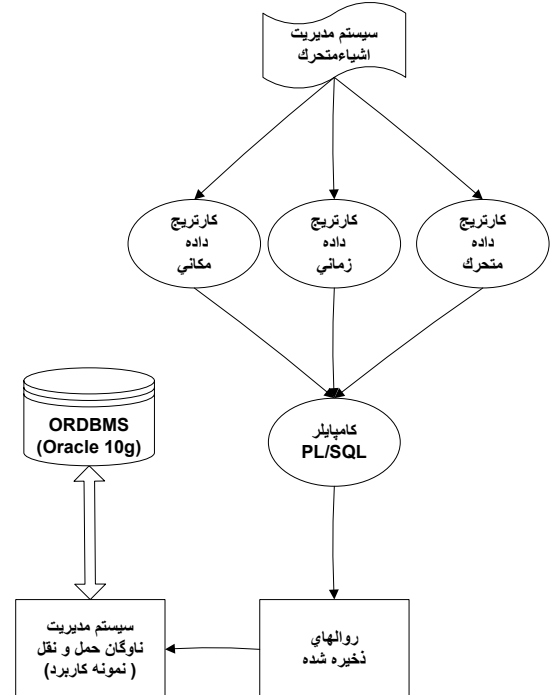 سيستم مديريت
اشياءمتحرك
كارتريج
داده
مكاني
كارتريج
داده
زماني
كارتريج
داده
متحرك
ORDBMS
(Oracle 10g)
كامپايلر
PL/SQL
سيستم مديريت
ناوگان حمل و نقل
( نمونه كاربرد)
روالهاي
ذخيره شده